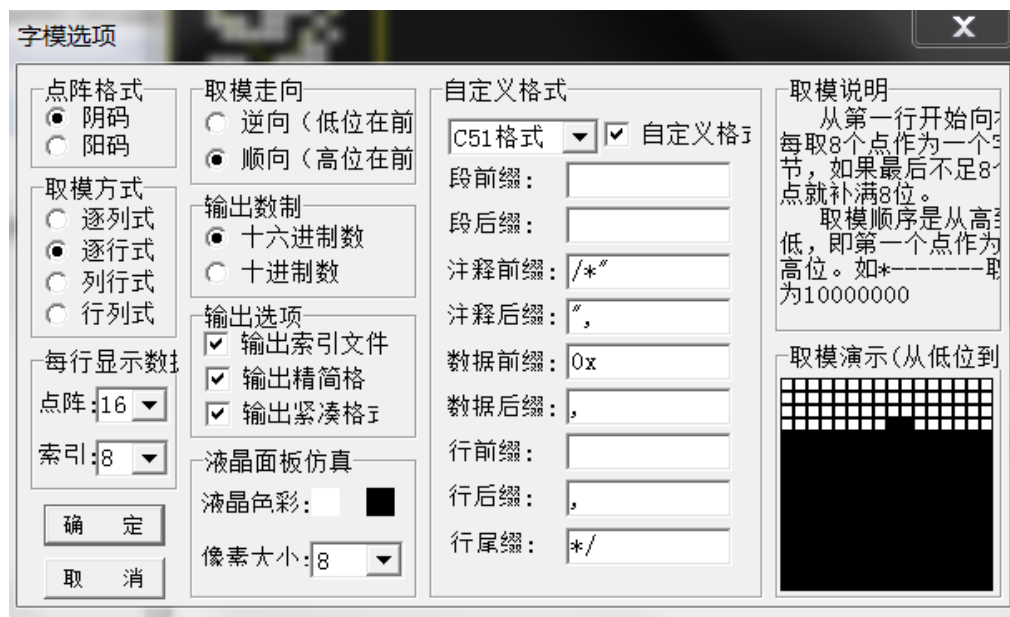 字模选项
X
点阵格式
阴码
阳码
取模方式
逐列式
逐行式
列行式
行列式
每行显示数据
点阵:16
索引:8
确 定
取 消
取模走向
逆向（低位在前
顺向（高位在前
输出数制
十六进制数
十进制数
输出选项
输出索引文件
输出精简格
输出紧凑格式
液晶面板仿真
液晶色彩:
像素大小:8
自定义格式
C51格式
自定义格式
段前缀:
段后缀:
注释前缀: /*"
注释后缀: ",
数据前缀: 0x
数据后缀: ,
行前缀:
行后缀: ,
行尾缀: */
取模说明
从第一行开始向
每取8个点作为一个字
节，如果最后不足8个
点就补满8位。
取模顺序是从高到
低，即第一个点作为
高位。如*-------取
为10000000
取模演示(从低位到